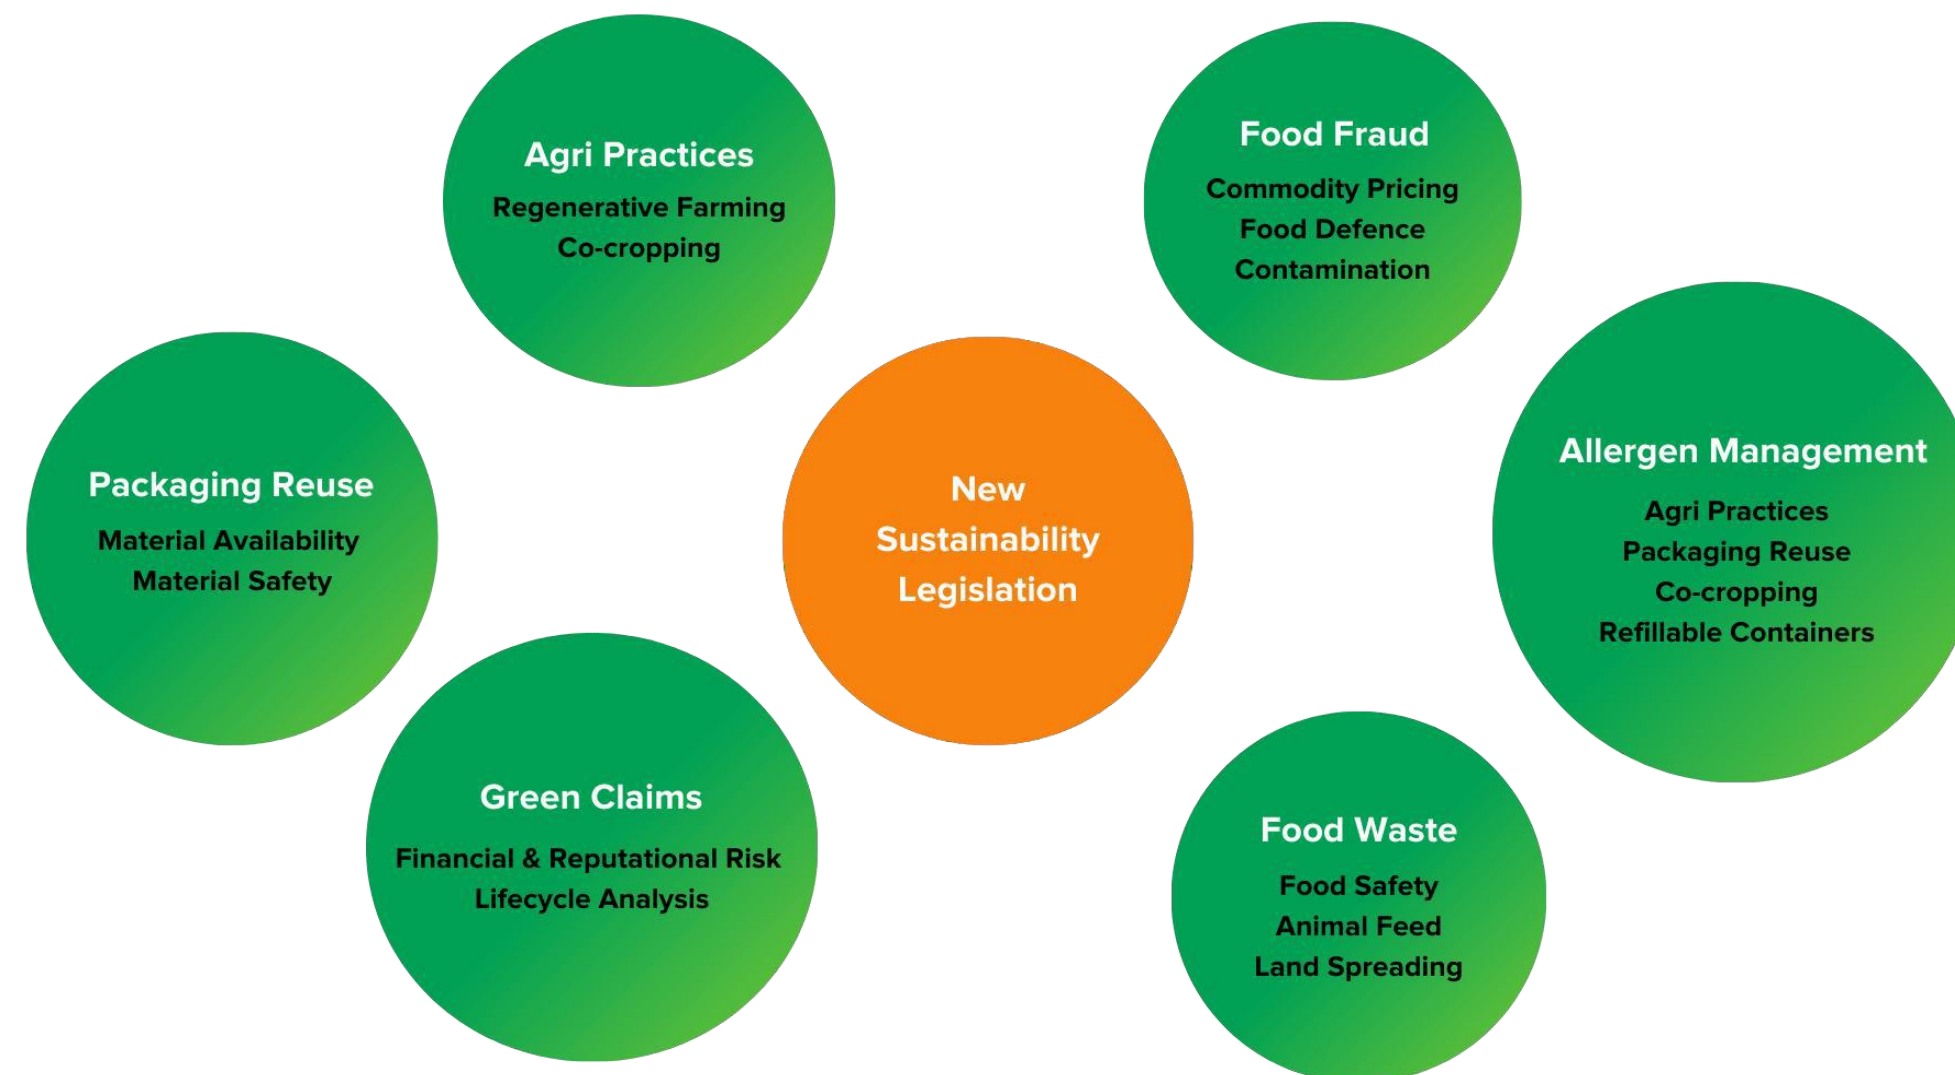 Agri Practices
Regenerative Farming
Co-cropping
Food Fraud
Commodity Pricing
Food Defence
Contamination
Packaging Reuse
Material Availability
Material Safety
New
Sustainability
Legislation
Allergen Management
Agri Practices
Packaging Reuse
Co-cropping
Refillable Containers
Green Claims
Financial & Reputational Risk
Lifecycle Analysis
Food Waste
Food Safety
Animal Feed
Land Spreading